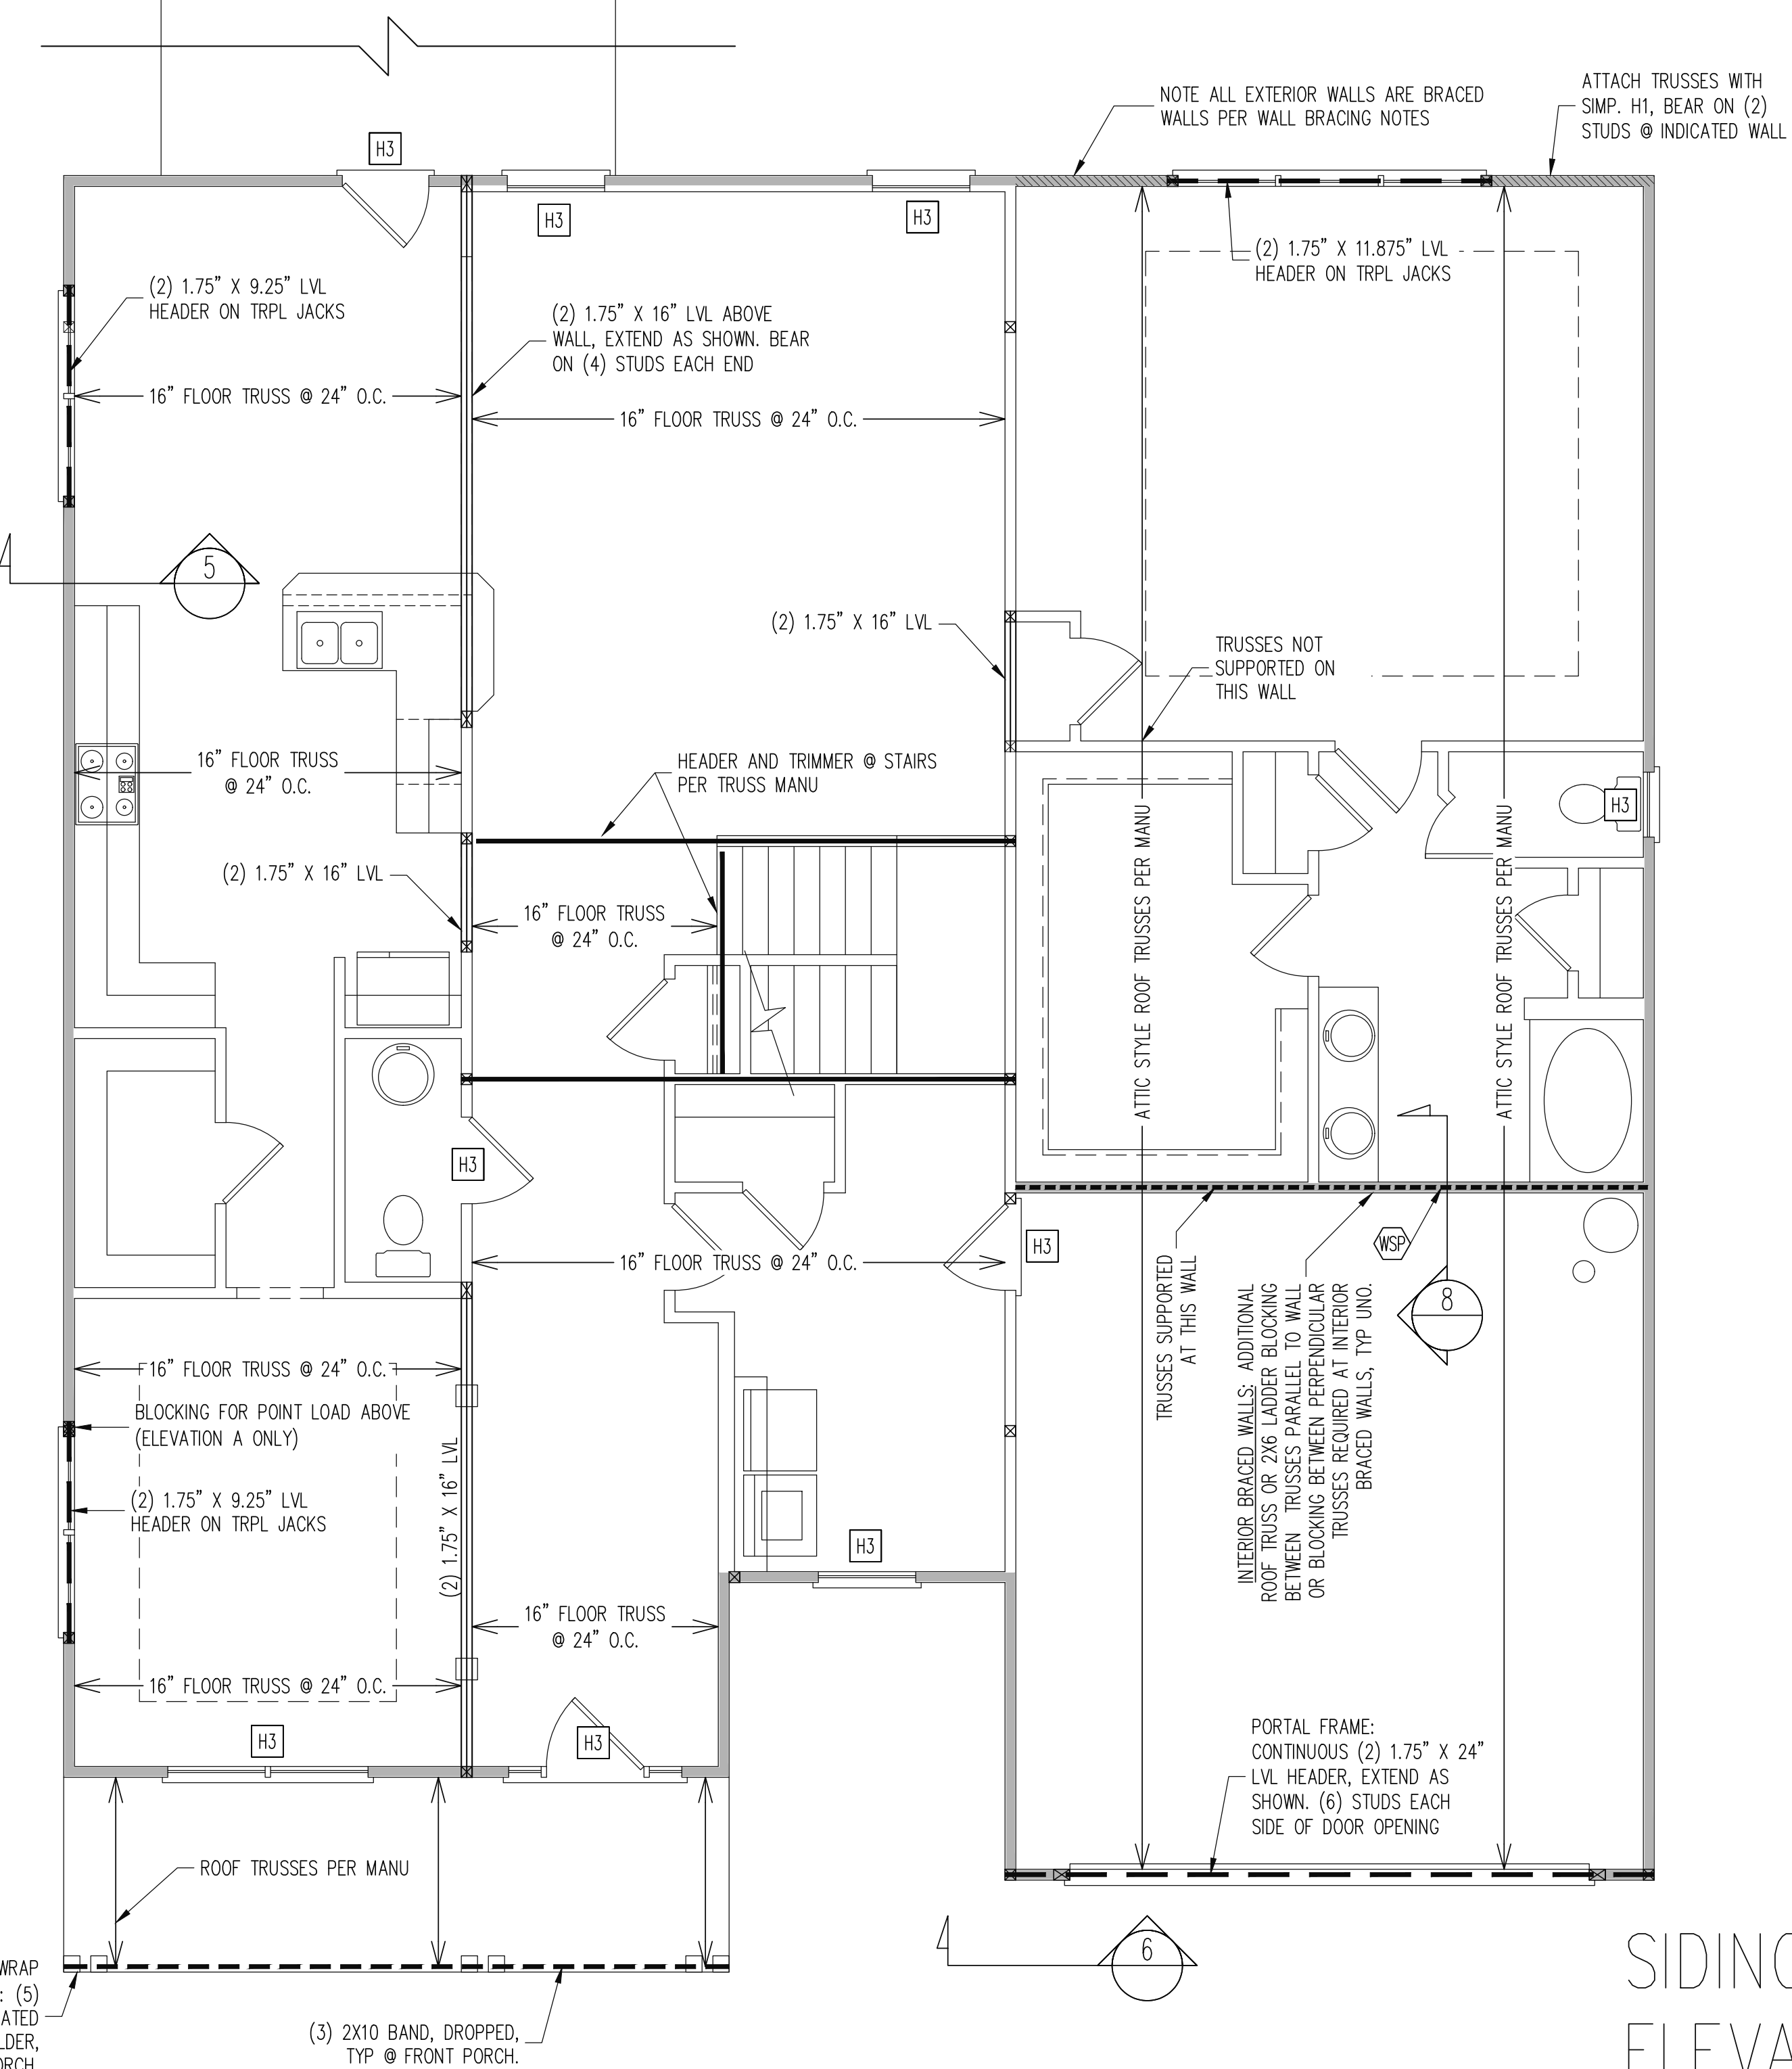 NOTE ALL EXTERIOR WALLS ARE BRACED
WALLS PER WALL BRACING NOTES
ATTACH TRUSSES WITH
SIMP. H1, BEAR ON (2)
STUDS @ INDICATED WALL
H3
H3
H3
(2) 1.75” X 9.25” LVL
HEADER ON TRPL JACKS
(2) 1.75” X 16” LVL ABOVE
WALL, EXTEND AS SHOWN. BEAR
ON (4) STUDS EACH END
(2) 1.75” X 11.875” LVL
HEADER ON TRPL JACKS
16” FLOOR TRUSS @ 24” O.C.
16” FLOOR TRUSS @ 24” O.C.
5
(2) 1.75” X 16” LVL
TRUSSES NOT
SUPPORTED ON
THIS WALL
16” FLOOR TRUSS
@ 24” O.C.
HEADER AND TRIMMER @ STAIRS
PER TRUSS MANU
H3
(2) 1.75” X 16” LVL
16” FLOOR TRUSS
@ 24” O.C.
ATTIC STYLE ROOF TRUSSES PER MANU
ATTIC STYLE ROOF TRUSSES PER MANU
H3
16” FLOOR TRUSS @ 24” O.C.
H3
TRUSSES SUPPORTED
AT THIS WALL
WSP
INTERIOR BRACED WALLS: ADDITIONAL
ROOF TRUSS OR 2X6 LADDER BLOCKING
BETWEEN TRUSSES PARALLEL TO WALL
OR BLOCKING BETWEEN PERPENDICULAR
TRUSSES REQUIRED AT INTERIOR
BRACED WALLS, TYP UNO.
8
16” FLOOR TRUSS @ 24” O.C.
BLOCKING FOR POINT LOAD ABOVE
(ELEVATION A ONLY)
(2) 1.75” X 9.25” LVL
HEADER ON TRPL JACKS
(2) 1.75” X 16” LVL
H3
16” FLOOR TRUSS
@ 24” O.C.
16” FLOOR TRUSS @ 24” O.C.
H3
H3
PORTAL FRAME:
CONTINUOUS (2) 1.75” X 24”
LVL HEADER, EXTEND AS
SHOWN. (6) STUDS EACH
SIDE OF DOOR OPENING
ROOF TRUSSES PER MANU
6
WRAP
: (5)
ATED
LDER,
ORCH.
(3) 2X10 BAND, DROPPED,
TYP @ FRONT PORCH.
SIDING
ELEVA